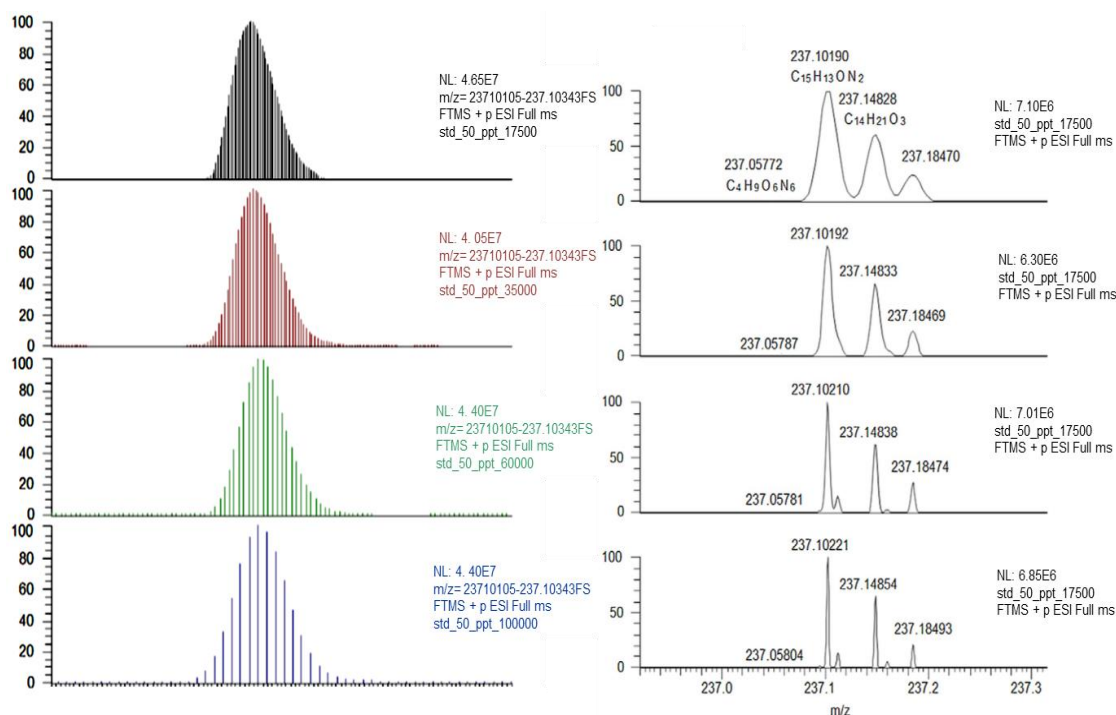 100
80
60
40
20
0
NL: 4.65E7
m/z= 23710105-237.10343FS
FTMS + p ESI Full ms
std_50_ppt_17500
100
80
60
40
20
0
NL: 4. 05E7
m/z= 23710105-237.10343FS
FTMS + p ESI Full ms
std_50_ppt_35000
100
80
60
40
20
0
NL: 4. 40E7
m/z= 23710105-237.10343FS
FTMS + p ESI Full ms
std_50_ppt_60000
100
80
60
40
20
0
NL: 4. 40E7
m/z= 23710105-237.10343FS
FTMS + p ESI Full ms
std_50_ppt_100000
237.10190
C₁₅H₁₃ON₂
237.14828
C₁₄H₂₁O₃
237.18470
237.05772
C₄H₉O₆N₆
100
50
0
NL: 7.10E6
std_50_ppt_17500
FTMS + p ESI Full ms
237.10192
237.14833
237.18469
237.05787
100
50
0
NL: 6.30E6
std_50_ppt_17500
FTMS + p ESI Full ms
237.10210
237.14838
237.18474
237.05781
100
50
0
NL: 7.01E6
std_50_ppt_17500
FTMS + p ESI Full ms
237.10221
237.14854
237.18493
237.05804
100
50
0
NL: 6.85E6
std_50_ppt_17500
FTMS + p ESI Full ms
237.0 237.1 237.2 237.3
m/z